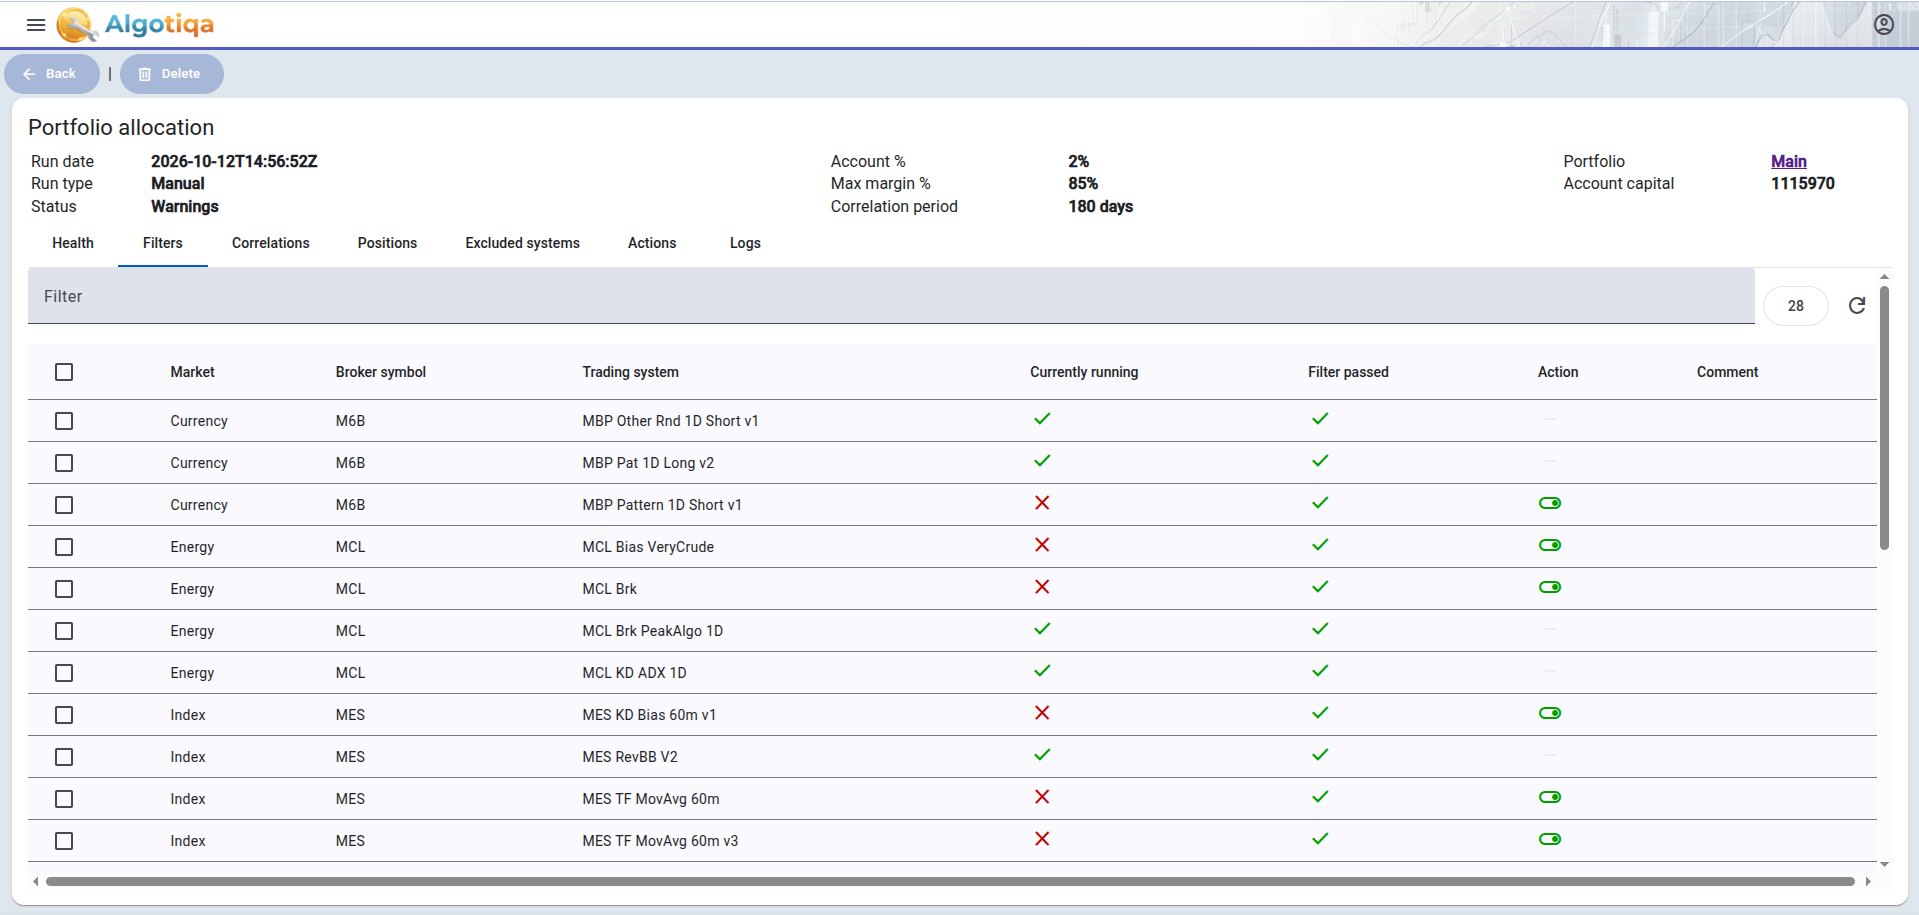 Algotiqa
Back | Delete
Portfolio allocation
Run date 2026-10-12T14:56:52Z Account % 2% Portfolio Main
Run type Manual Max margin % 85% Account capital 1115970
Status Warnings Correlation period 180 days
Health Filters Correlations Positions Excluded systems Actions Logs
Filter 28
Market Broker symbol Trading system Currently running Filter passed Action Comment
Currency M6B MBP Other Rnd 1D Short v1
Currency M6B MBP Pat 1D Long v2
Currency M6B MBP Pattern 1D Short v1
Energy MCL MCL Bias VeryCrude
Energy MCL MCL Brk
Energy MCL MCL Brk PeakAlgo 1D
Energy MCL MCL KD ADX 1D
Index MES MES KD Bias 60m v1
Index MES MES RevBB V2
Index MES MES TF MovAvg 60m
Index MES MES TF MovAvg 60m v3